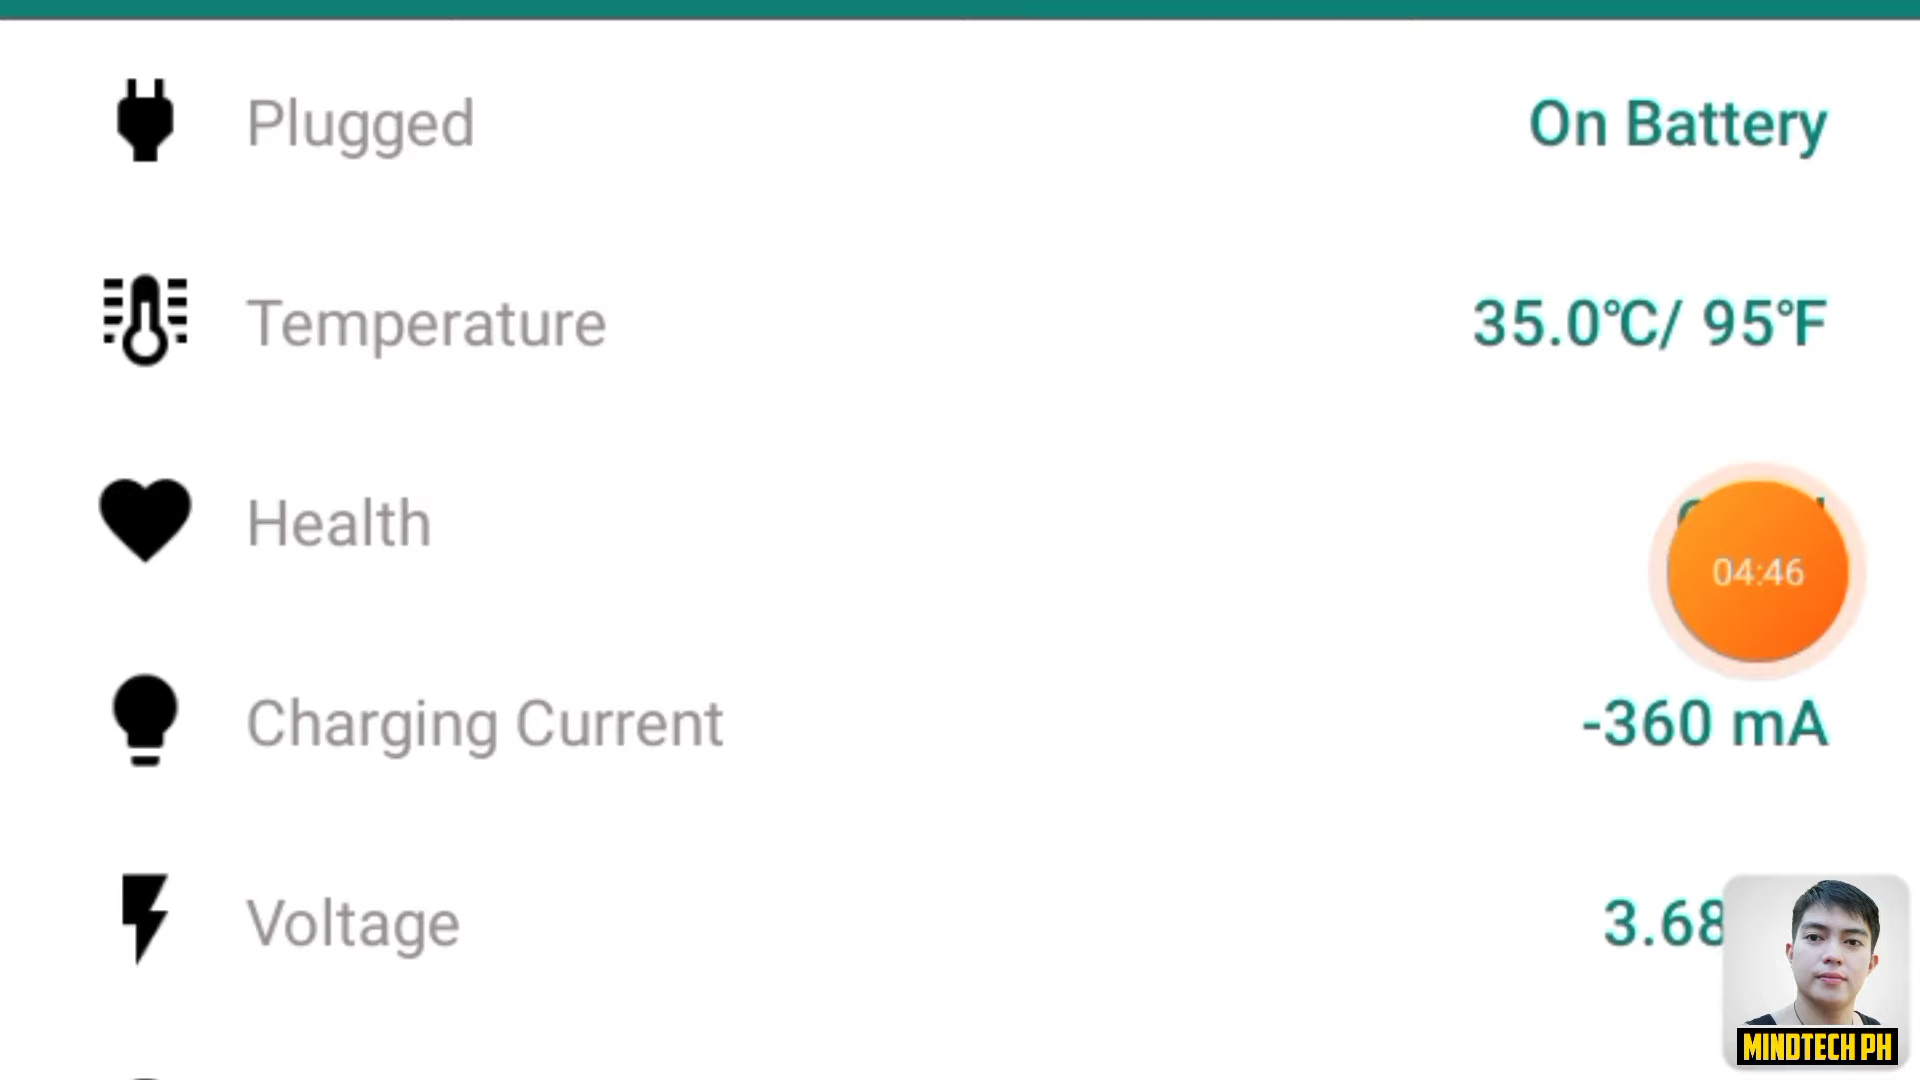 Plugged On Battery
Temperature 35.0°C/ 95°F
Health
04:46
Charging Current -360 mA
Voltage 3.68
MINDTECH PH